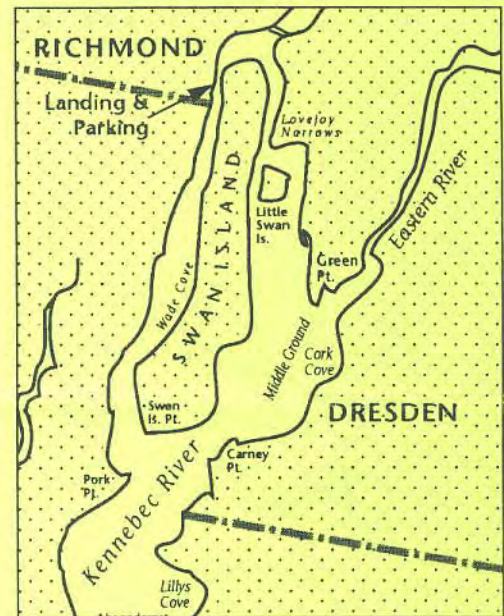 RICHMOND
Landing &
Parking
Lovejoy
Narrows
SWAN ISLAND
Little
Swan
Is.
Eastern River
Green
Pt.
Wade Cove
Middle Ground
Cork
Cove
Swan
Is. Pt.
DRESDEN
Carney
Pt.
Pork
Pt.
Kennebec River
Lillys
Cove